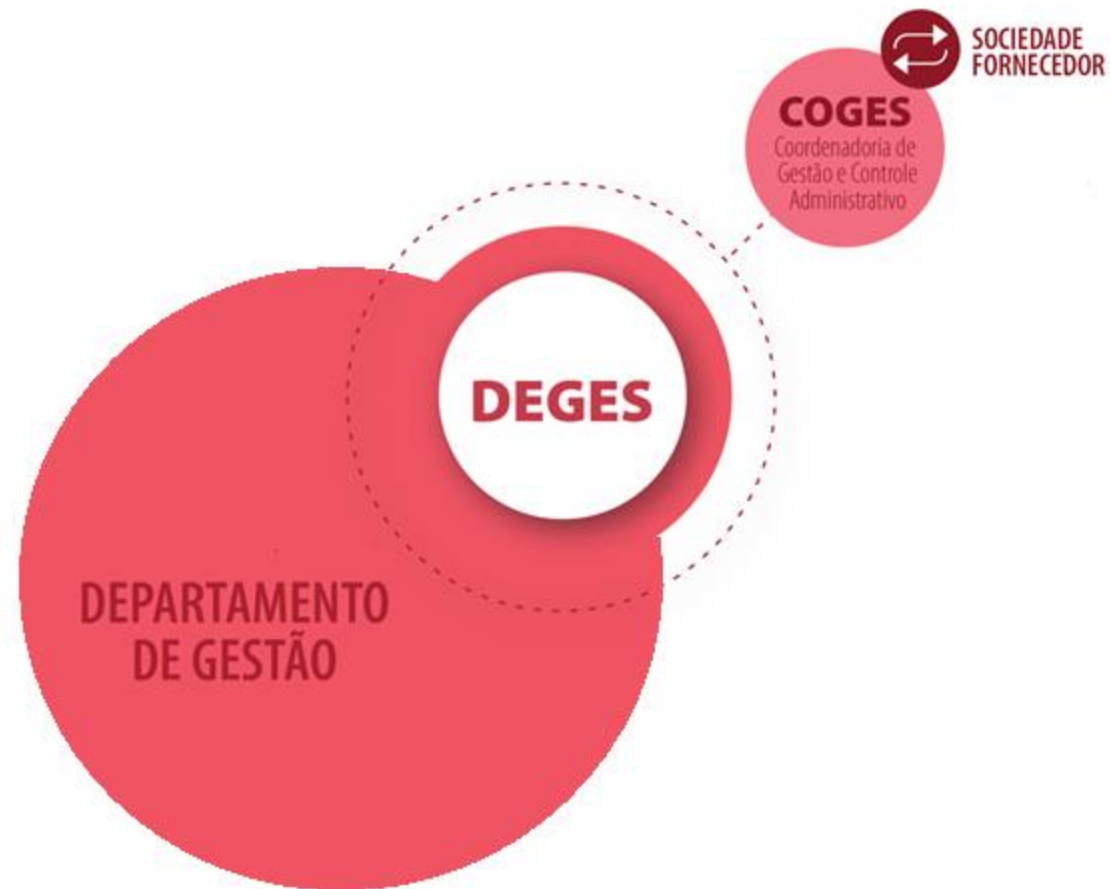 SOCIEDADE
FORNECEDOR
COGES
Coordenadoria de
Gestão e Controle
Administrativo
DEGES
DEPARTAMENTO
DE GESTÃO